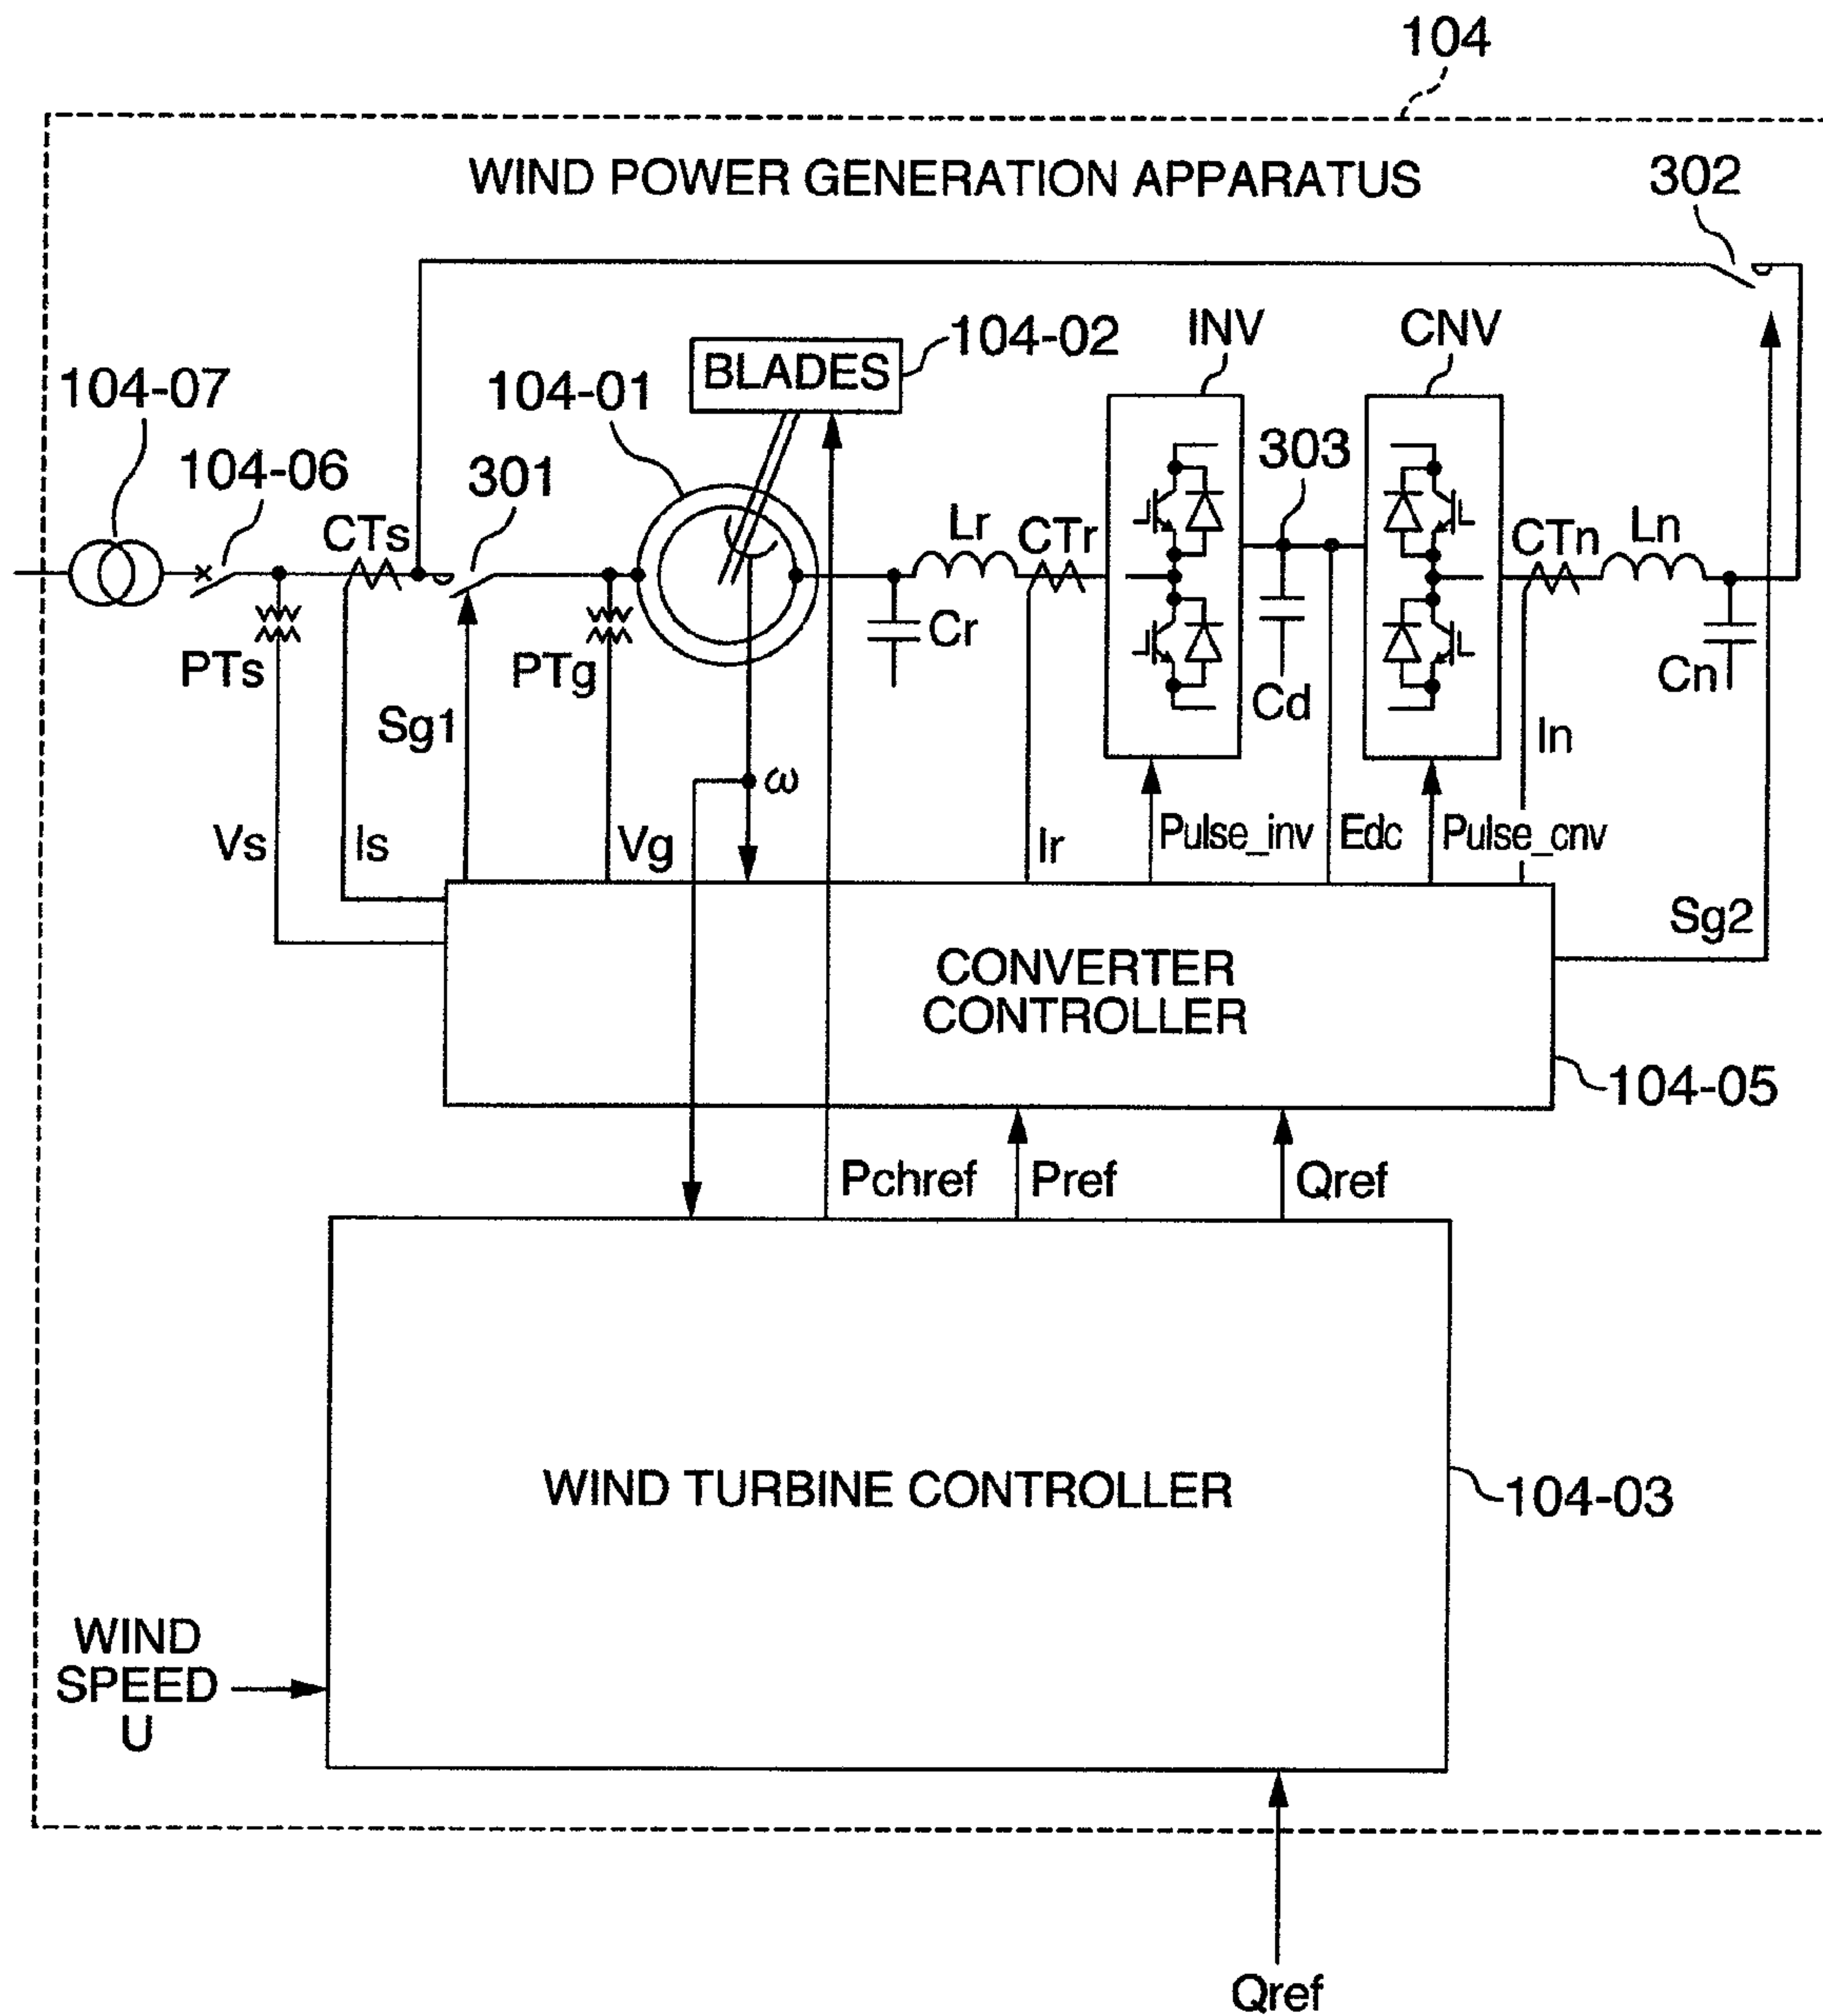 104
WIND POWER GENERATION APPARATUS
302
INV
CNV
104-02
BLADES
104-07
104-01
104-06
301
303
CTs
Lr
CTr
CTn
Ln
PTs
PTg
Cr
Cd
Cn
Sg1
In
ω
Vs
Is
Vg
Ir
Pulse_inv
Edc
Pulse_cnv
Sg2
CONVERTER
CONTROLLER
104-05
Pchref
Pref
Qref
WIND TURBINE CONTROLLER
104-03
WIND
SPEED
U
Qref